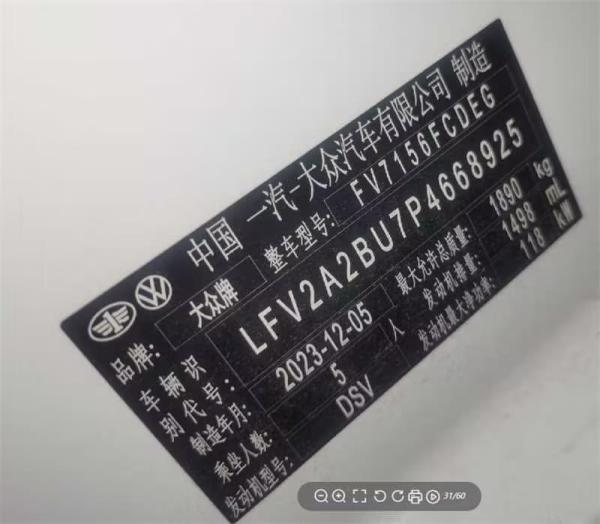 中国 一汽-大众汽车有限公司 制造
品牌: 大众牌 整车型号: FV7156FCDEG
车辆识别代号: LFV2A2BU7P4668925
制造年月: 2023-12-05 最大允许总质量: 1890 kg
乘坐人数: 5 人 发动机排量: 1498 mL
发动机型号: DSV 发动机最大净功率: 118 kW
31/60